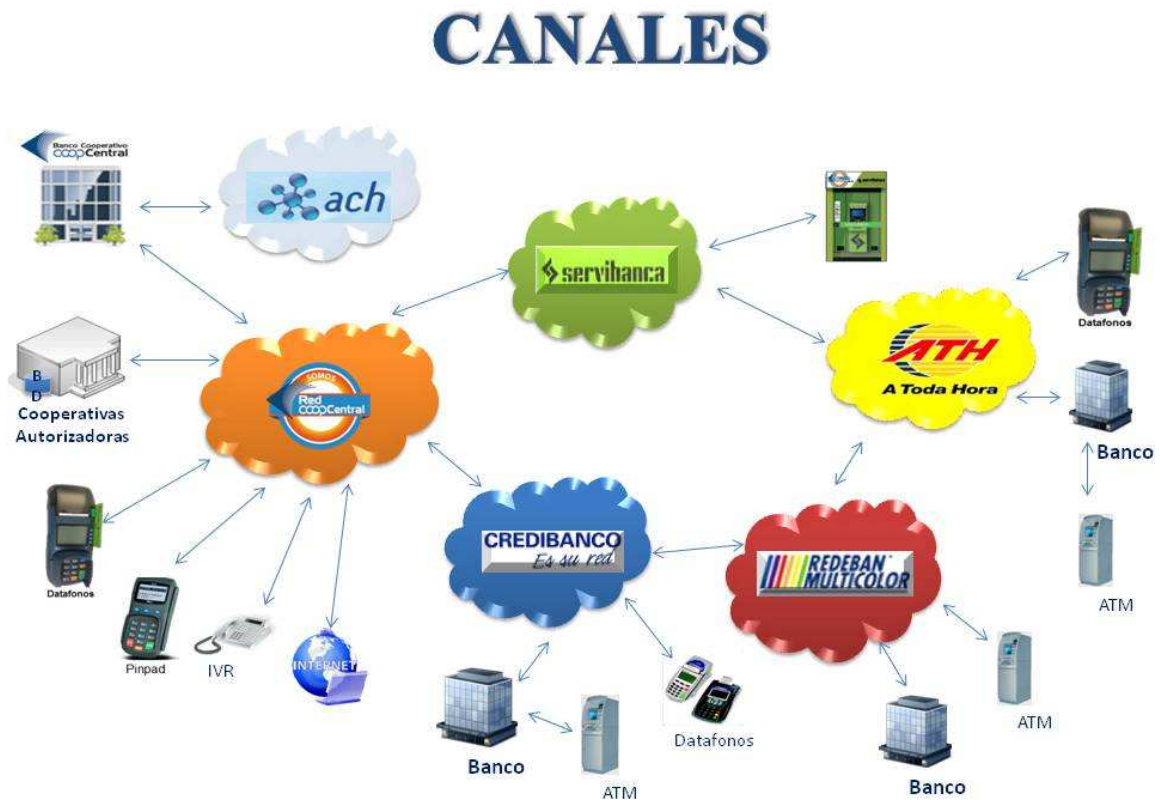 CANALES
Banco Cooperativo
coopCentral
ach
servibanca
Datafonos
ATH
A Toda Hora
B
D
Cooperativas
Autorizadoras
SOMOS
Red
coopCentral
Banco
Datafonos
CREDIBANCO
Es su red
REDEBAN
MULTICOLOR
ATM
Pinpad
IVR
INTERNET
ATM
Datafonos
Banco
ATM
Banco